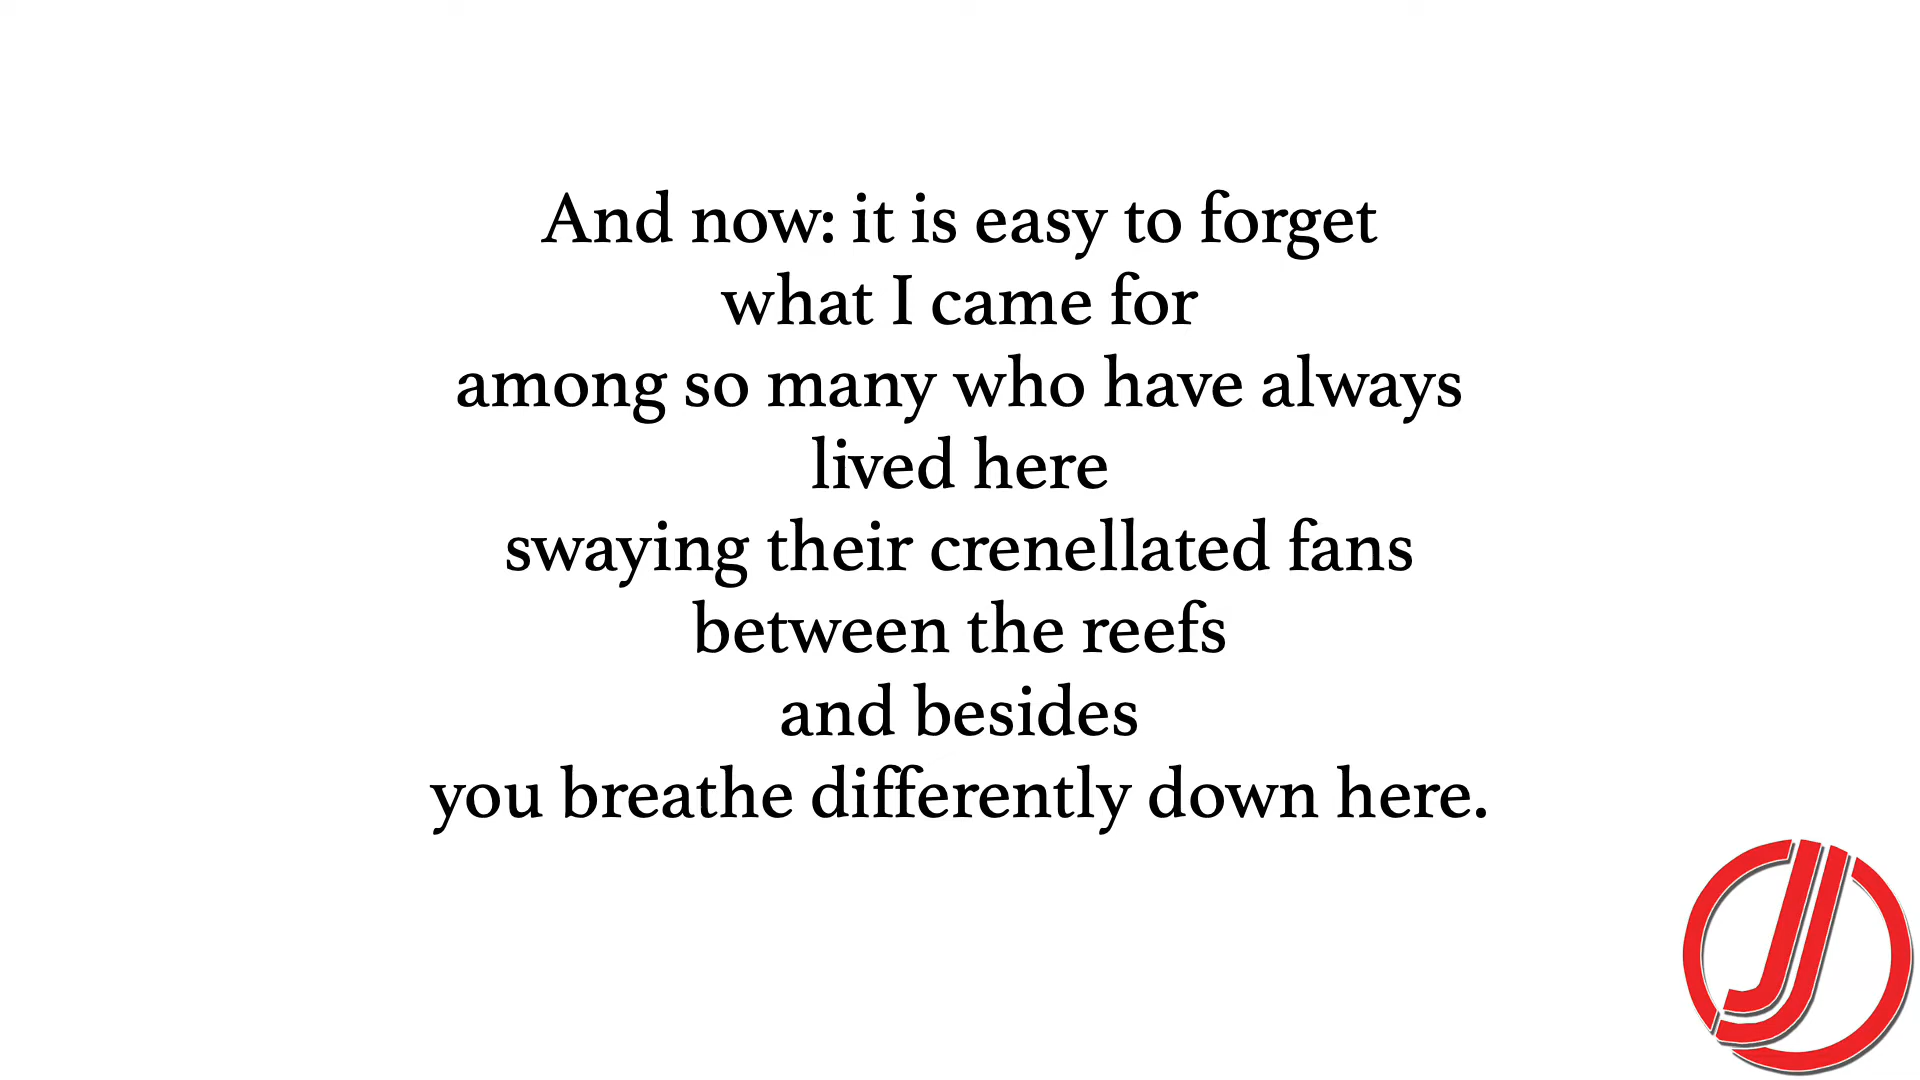 And now: it is easy to forget
what I came for
among so many who have always
lived here
swaying their crenellated fans
between the reefs
and besides
you breathe differently down here.